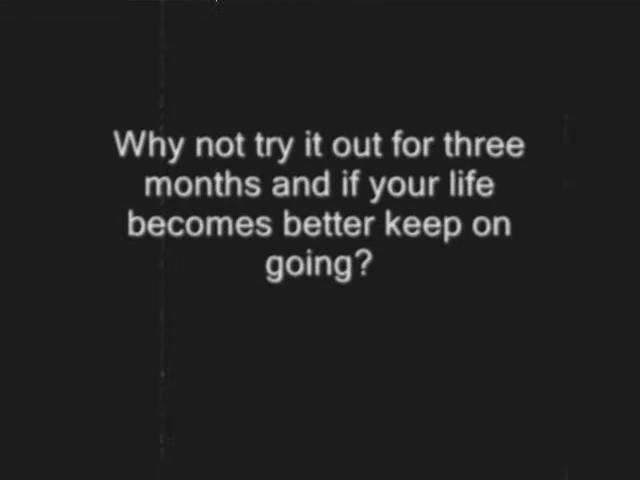 Why not try it out for three
months and if your life
becomes better keep on
going?